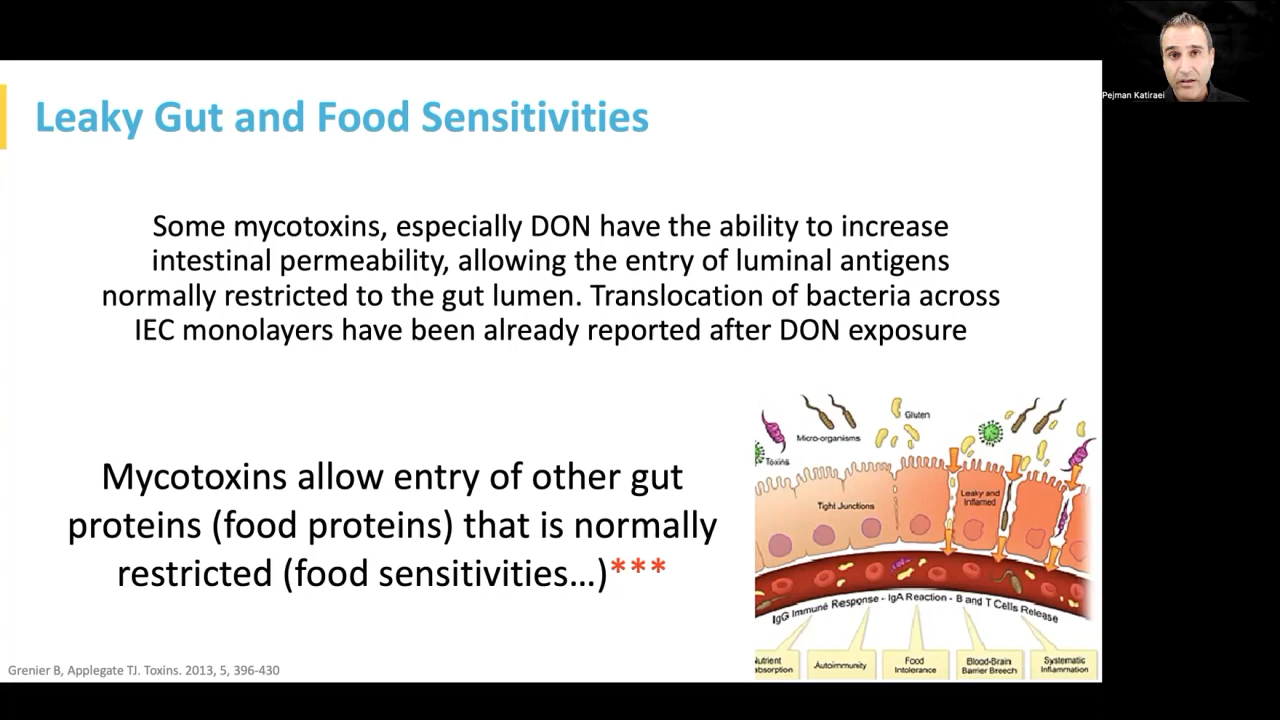 Pejman Katiraei
Leaky Gut and Food Sensitivities
Some mycotoxins, especially DON have the ability to increase
intestinal permeability, allowing the entry of luminal antigens
normally restricted to the gut lumen. Translocation of bacteria across
IEC monolayers have been already reported after DON exposure
Mycotoxins allow entry of other gut
proteins (food proteins) that is normally
restricted (food sensitivities…)***
Gluten
Micro-organisms
Toxins
Tight Junctions
Leaky and
Inflamed
IgG Immune Response - IgA Reaction - B and T Cells Release
Nutrient
absorption
Autoimmunity
Food
Intolerance
Blood-Brain
Barrier Breech
Systematic
Inflammation
Grenier B, Applegate TJ. Toxins. 2013, 5, 396-430